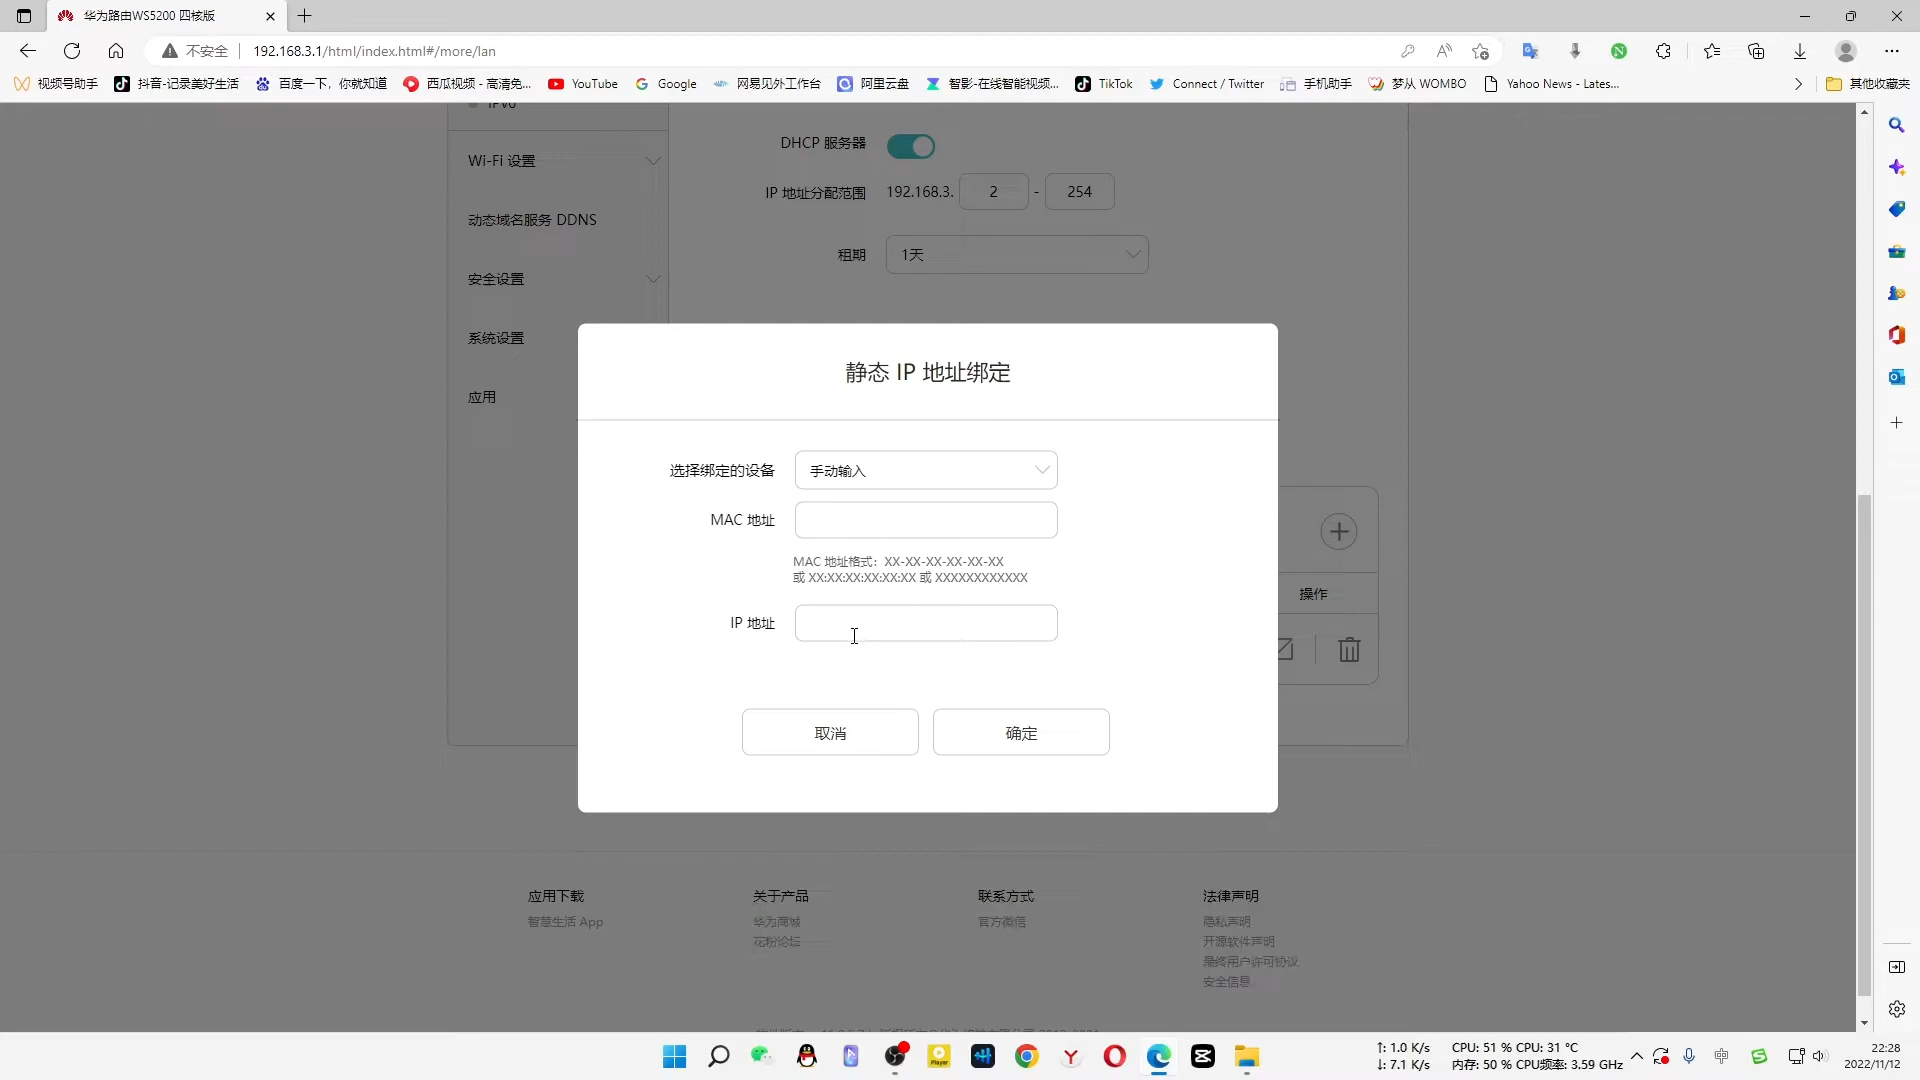 华为路由WS5200 四核版
不安全 192.168.3.1/html/index.html#/more/lan
视频号助手 抖音-记录美好生活 百度一下，你就知道 西瓜视频 - 高清免... YouTube Google 网易见外工作台 阿里云盘 智影-在线智能视频... TikTok Connect / Twitter 手机助手 梦从 WOMBO Yahoo News - Lates... 其他收藏夹
IPv6
DHCP 服务器
Wi-Fi 设置
IP 地址分配范围 192.168.3. 2 - 254
动态域名服务 DDNS
租期 1天
安全设置
系统设置
静态 IP 地址绑定
应用
选择绑定的设备 手动输入
MAC 地址
MAC 地址格式：XX-XX-XX-XX-XX-XX
或 XX:XX:XX:XX:XX:XX 或 XXXXXXXXXXXX
操作
IP 地址
取消 确定
应用下载 关于产品 联系方式 法律声明
智慧生活 App 华为商城 官方微信 隐私声明
花粉论坛 开源软件声明
最终用户许可协议
安全信息
↑: 1.0 K/s CPU: 51 % CPU: 31 °C
↓: 7.1 K/s 内存: 50 % CPU频率: 3.59 GHz
中
22:28
2022/11/12